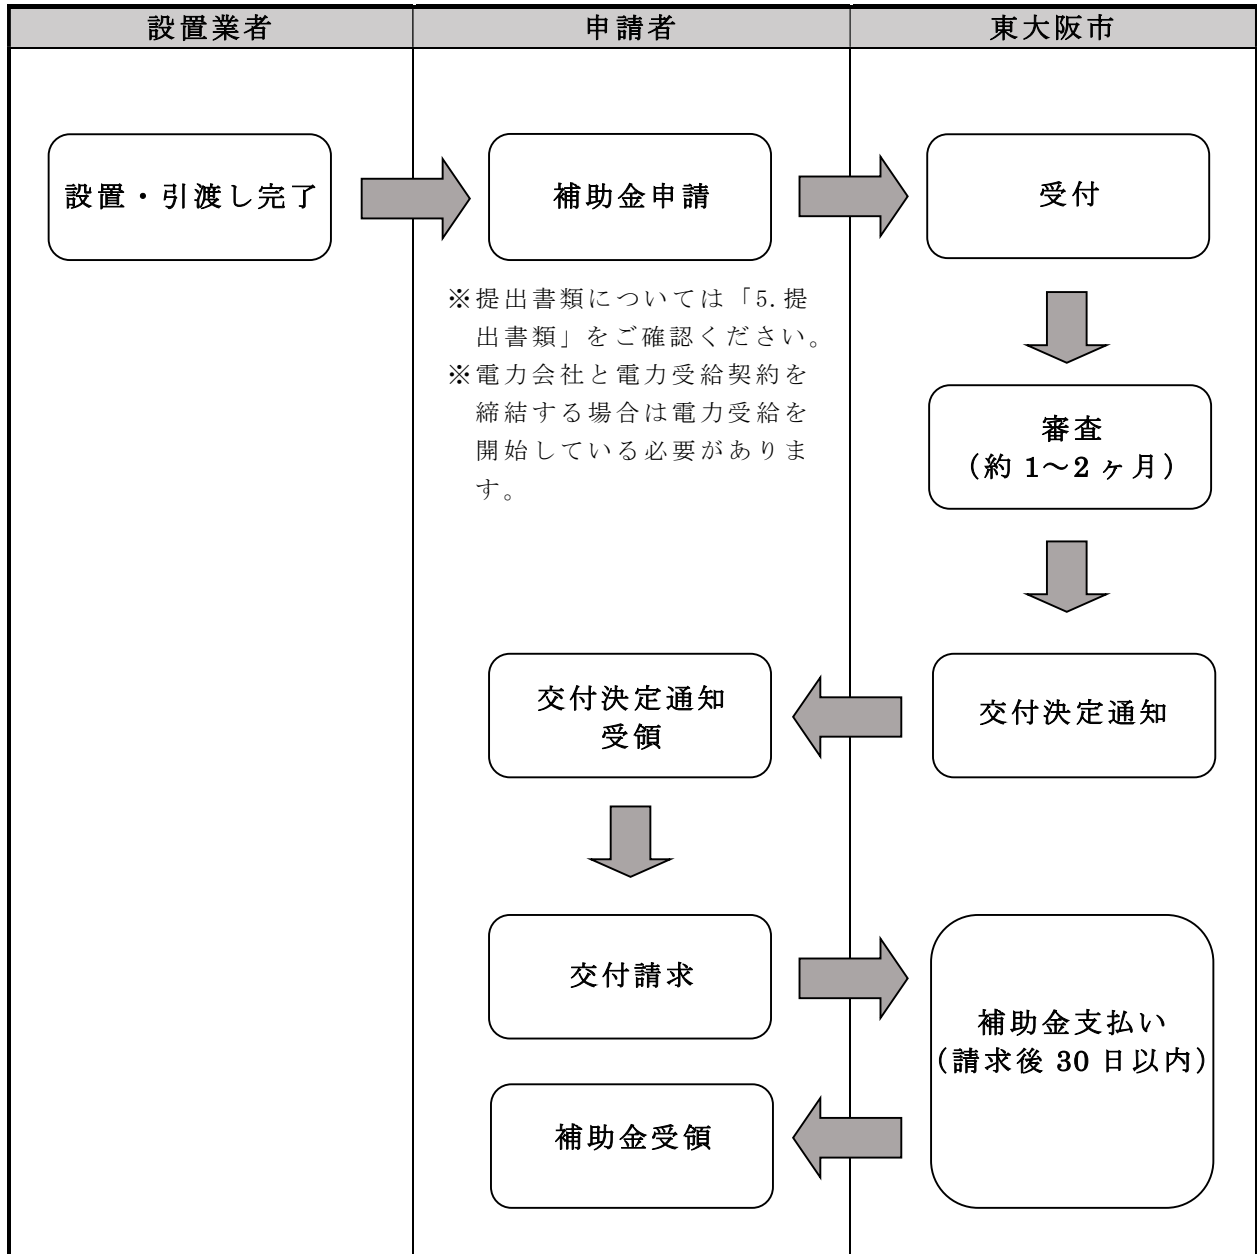 設置業者
申請者
東大阪市
設置・引渡し完了
補助金申請
受付
※提出書類については「5.提
出書類」をご確認ください。
※電力会社と電力受給契約を
締結する場合は電力受給を
開始している必要がありま
す。
審査
(約 1～2 ヶ月)
交付決定通知
受領
交付決定通知
交付請求
補助金支払い
(請求後 30 日以内)
補助金受領